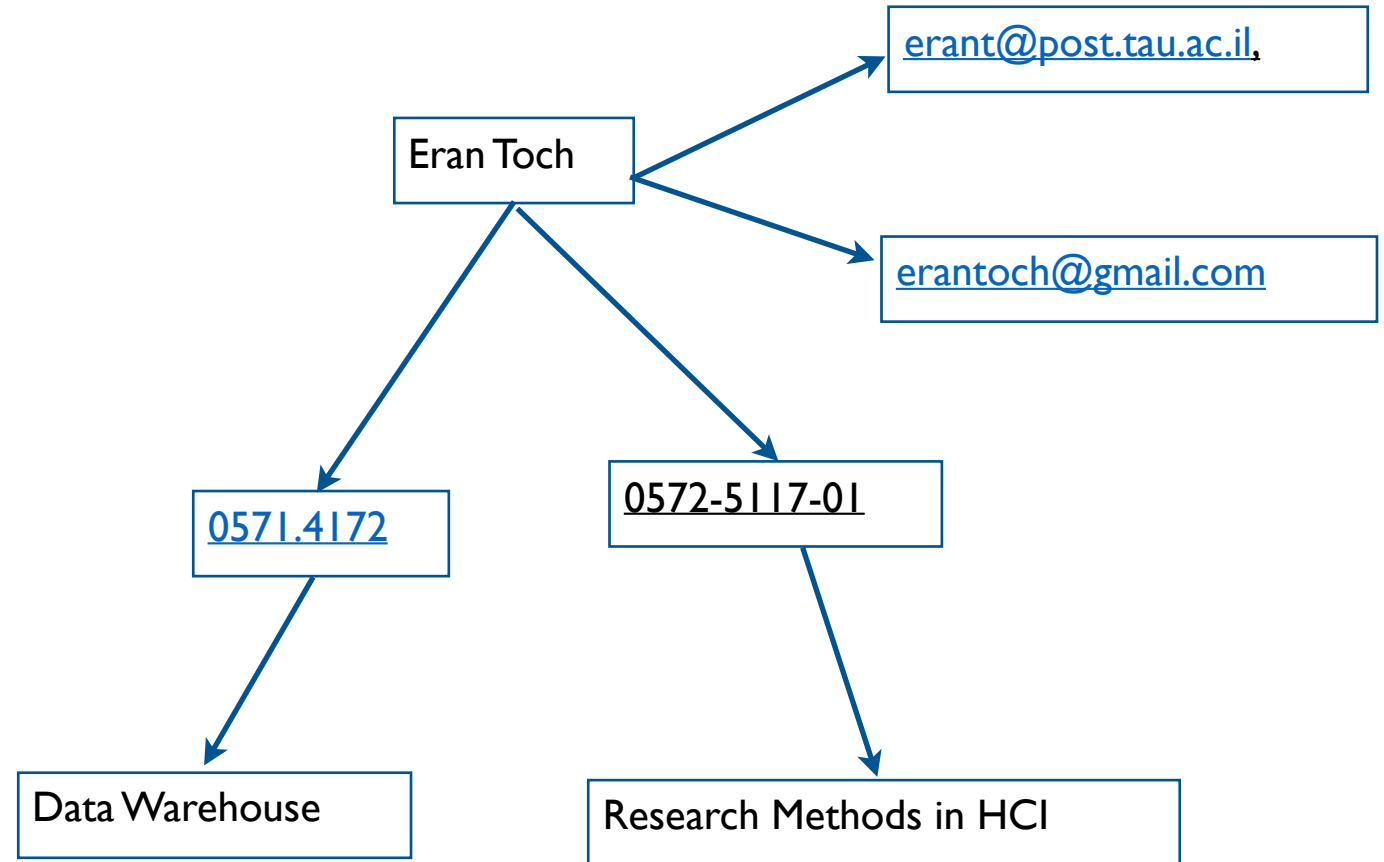 erant@post.tau.ac.il,
Eran Toch
erantoch@gmail.com
0571.4172
0572-5117-01
Data Warehouse
Research Methods in HCI